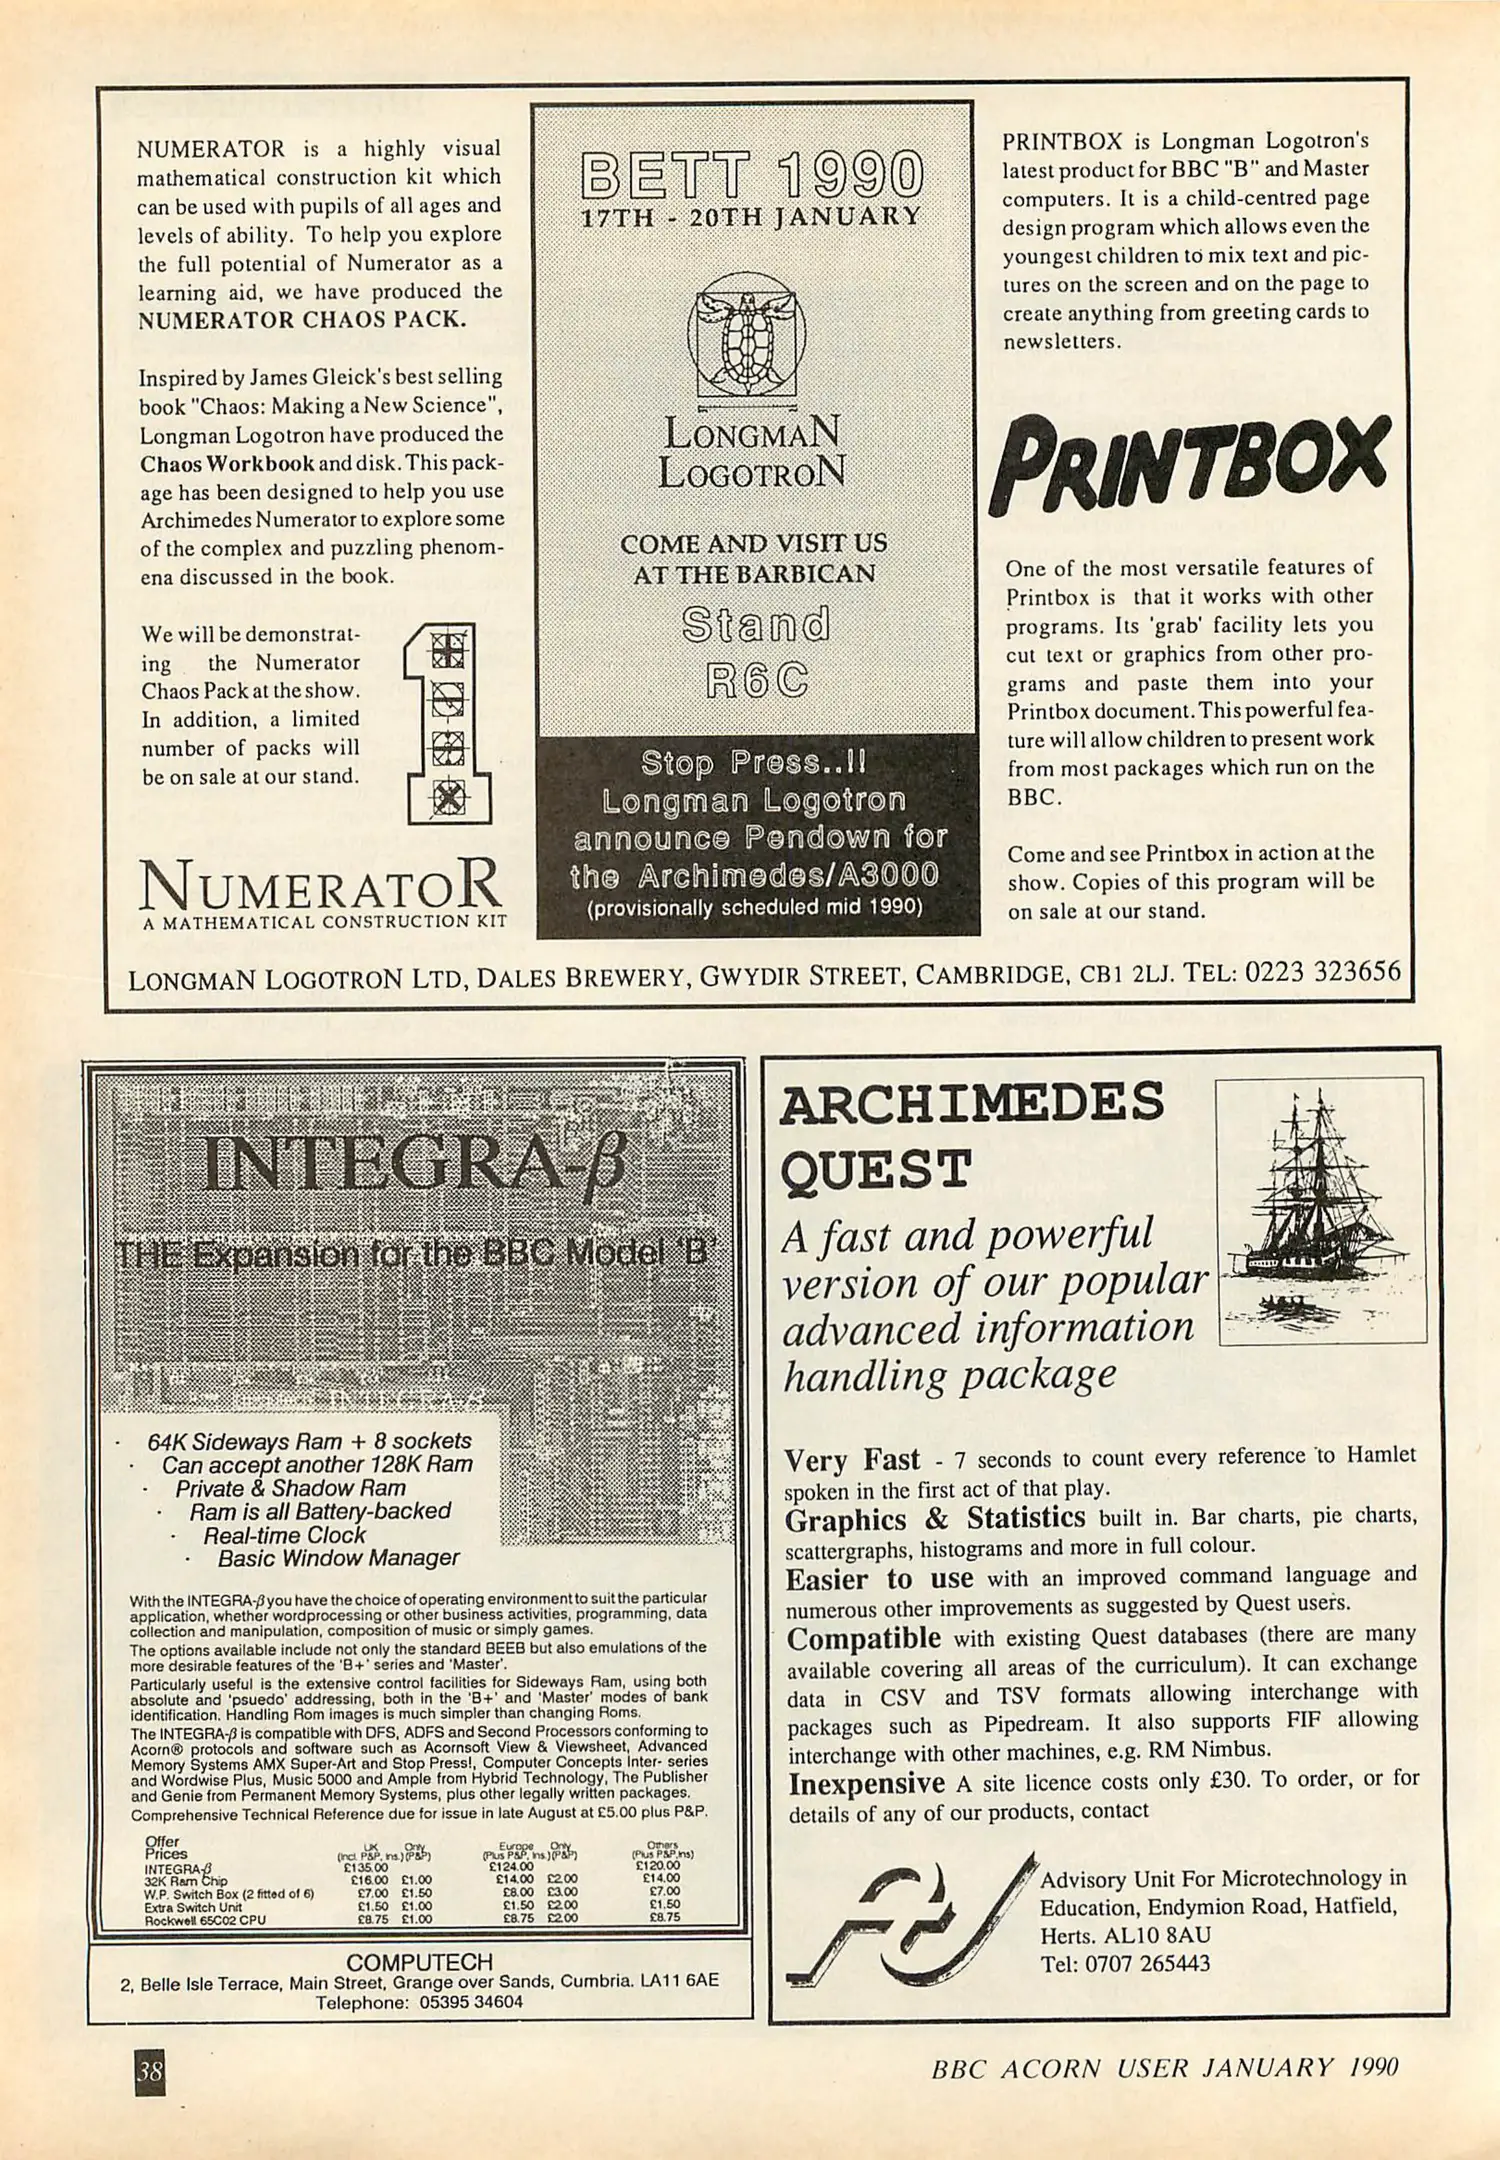 NUMERATOR is a highly visual
mathematical construction kit which
can be used with pupils of all ages and
levels of ability. To help you explore
the full potential of Numerator as a
learning aid, we have produced the
NUMERATOR CHAOS PACK.
Inspired by James Gleick's best selling
book "Chaos: Making a New Science",
Longman Logotron have produced the
Chaos Workbook and disk. This pack-
age has been designed to help you use
Archimedes Numerator to explore some
of the complex and puzzling phenom-
ena discussed in the book.
We will be demonstrat-
ing the Numerator
Chaos Pack at the show.
In addition, a limited
number of packs will
be on sale at our stand.
NUMERATOR
A MATHEMATICAL CONSTRUCTION KIT
BETT 1990
17TH - 20TH JANUARY
LONGMAN
LOGOTRON
COME AND VISIT US
AT THE BARBICAN
Stand
R6C
Stop Press..!!
Longman Logotron
announce Pendown for
the Archimedes/A3000
(provisionally scheduled mid 1990)
PRINTBOX is Longman Logotron's
latest product for BBC "B" and Master
computers. It is a child-centred page
design program which allows even the
youngest children to mix text and pic-
tures on the screen and on the page to
create anything from greeting cards to
newsletters.
PRINTBOX
One of the most versatile features of
Printbox is that it works with other
programs. Its 'grab' facility lets you
cut text or graphics from other pro-
grams and paste them into your
Printbox document. This powerful fea-
ture will allow children to present work
from most packages which run on the
BBC.
Come and see Printbox in action at the
show. Copies of this program will be
on sale at our stand.
LONGMAN LOGOTRON LTD, DALES BREWERY, GWYDIR STREET, CAMBRIDGE, CB1 2LJ. TEL: 0223 323656
INTEGRA-β
THE Expansion for the BBC Model 'B'
INTEGRA-β
· 64K Sideways Ram + 8 sockets
· Can accept another 128K Ram
· Private & Shadow Ram
· Ram is all Battery-backed
· Real-time Clock
· Basic Window Manager
With the INTEGRA-β you have the choice of operating environment to suit the particular
application, whether wordprocessing or other business activities, programming, data
collection and manipulation, composition of music or simply games.
The options available include not only the standard BEEB but also emulations of the
more desirable features of the 'B+' series and 'Master'.
Particularly useful is the extensive control facilities for Sideways Ram, using both
absolute and 'psuedo' addressing, both in the 'B+' and 'Master' modes of bank
identification. Handling Rom images is much simpler than changing Roms.
The INTEGRA-β is compatible with DFS, ADFS and Second Processors conforming to
Acorn® protocols and software such as Acornsoft View & Viewsheet, Advanced
Memory Systems AMX Super-Art and Stop Press!, Computer Concepts Inter- series
and Wordwise Plus, Music 5000 and Ample from Hybrid Technology, The Publisher
and Genie from Permanent Memory Systems, plus other legally written packages.
Comprehensive Technical Reference due for issue in late August at £5.00 plus P&P.
Offer UK Only Europe Only Others
Prices (incl. P&P, Ins.) (P&P) (Plus P&P, Ins.) (P&P) (Plus P&P, Ins)
INTEGRA-β £135.00 £124.00 £120.00
32K Ram Chip £16.00 £1.00 £14.00 £2.00 £14.00
W.P. Switch Box (2 fitted of 6) £7.00 £1.50 £8.00 £3.00 £7.00
Extra Switch Unit £1.50 £1.00 £1.50 £2.00 £1.50
Rockwell 65C02 CPU £8.75 £1.00 £8.75 £2.00 £8.75
COMPUTECH
2, Belle Isle Terrace, Main Street, Grange over Sands, Cumbria. LA11 6AE
Telephone: 05395 34604
ARCHIMEDES
QUEST
A fast and powerful
version of our popular
advanced information
handling package
Very Fast - 7 seconds to count every reference to Hamlet
spoken in the first act of that play.
Graphics & Statistics built in. Bar charts, pie charts,
scattergraphs, histograms and more in full colour.
Easier to use with an improved command language and
numerous other improvements as suggested by Quest users.
Compatible with existing Quest databases (there are many
available covering all areas of the curriculum). It can exchange
data in CSV and TSV formats allowing interchange with
packages such as Pipedream. It also supports FIF allowing
interchange with other machines, e.g. RM Nimbus.
Inexpensive A site licence costs only £30. To order, or for
details of any of our products, contact
Advisory Unit For Microtechnology in
Education, Endymion Road, Hatfield,
Herts. AL10 8AU
Tel: 0707 265443
38
BBC ACORN USER JANUARY 1990